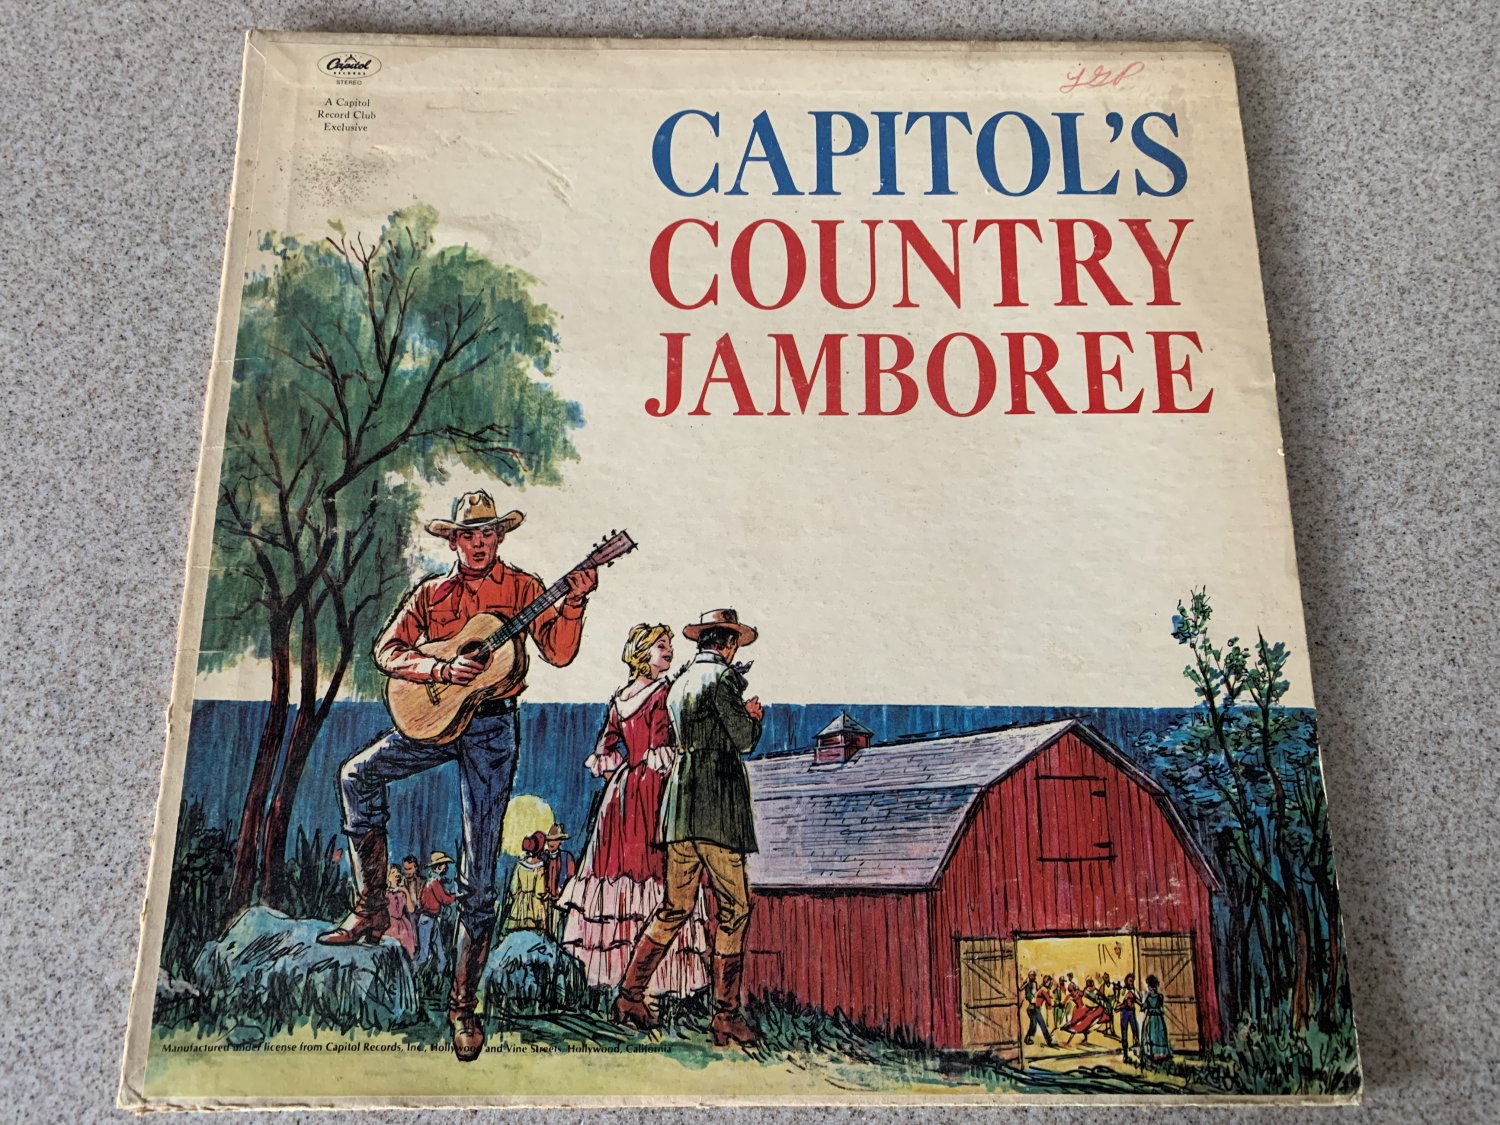 Capitol
RECORDS
STEREO
A Capitol
Record Club
Exclusive
CAPITOL'S
COUNTRY
JAMBOREE
Manufactured under license from Capitol Records, Inc., Hollywood and Vine Streets, Hollywood, California